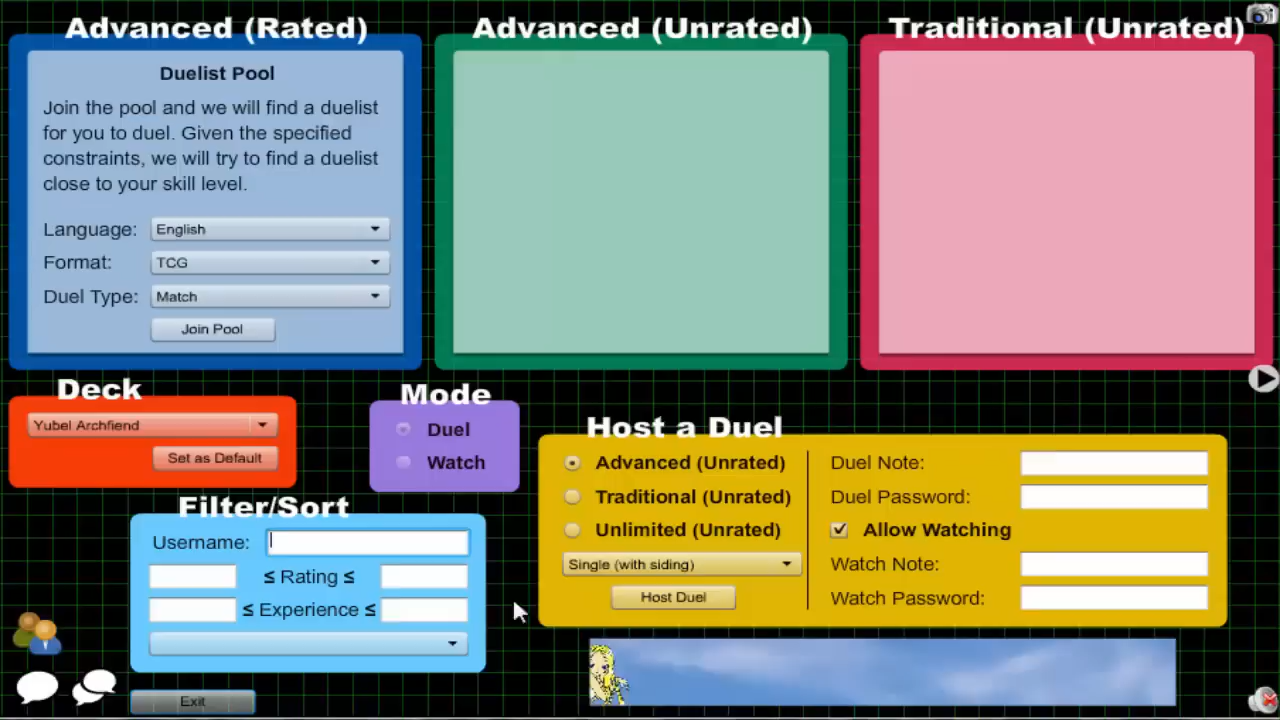 Advanced (Rated)
Duelist Pool
Join the pool and we will find a duelist
for you to duel. Given the specified
constraints, we will try to find a duelist
close to your skill level.
Language: English
Format: TCG
Duel Type: Match
Join Pool
Advanced (Unrated)
Traditional (Unrated)
Deck
Yubel Archfiend
Set as Default
Mode
Duel
Watch
Filter/Sort
Username:
≤ Rating ≤
≤ Experience ≤
Exit
Host a Duel
Advanced (Unrated)
Traditional (Unrated)
Unlimited (Unrated)
Single (with siding)
Host Duel
Duel Note:
Duel Password:
Allow Watching
Watch Note:
Watch Password: